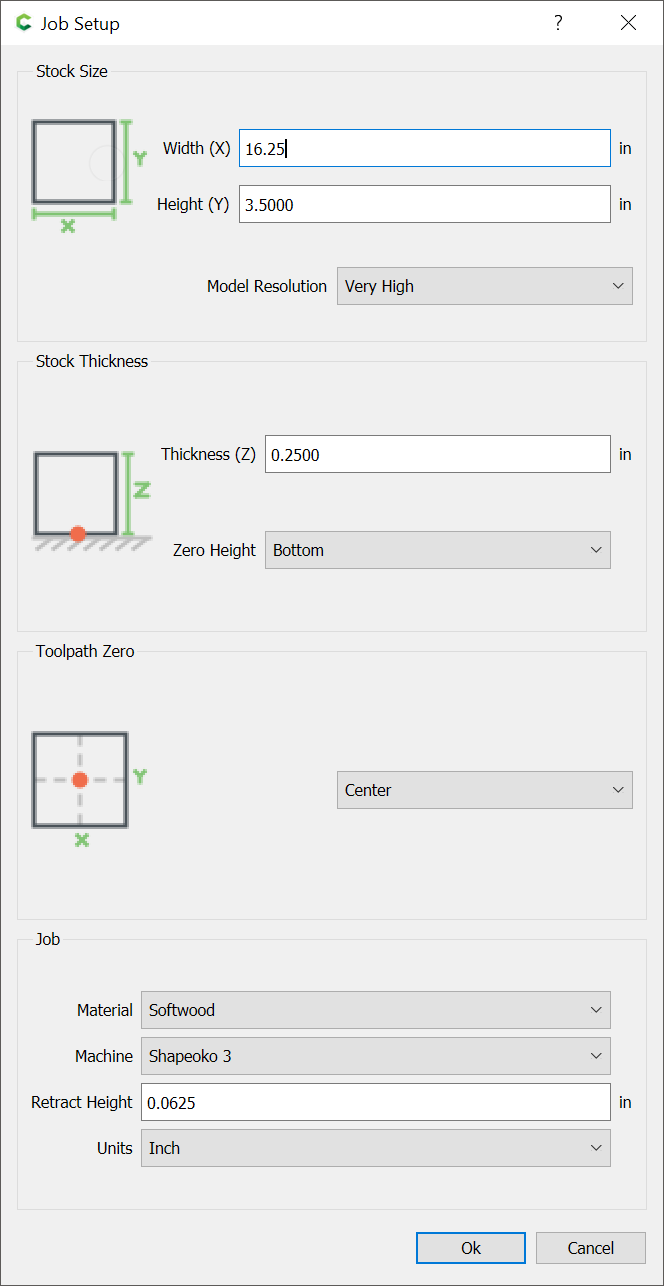 Job Setup ?
Stock Size
Y
X
Width (X) 16.25 in
Height (Y) 3.5000 in
Model Resolution Very High
Stock Thickness
Z
Thickness (Z) 0.2500 in
Zero Height Bottom
Toolpath Zero
Y
X
Center
Job
Material Softwood
Machine Shapeoko 3
Retract Height 0.0625 in
Units Inch
Ok Cancel